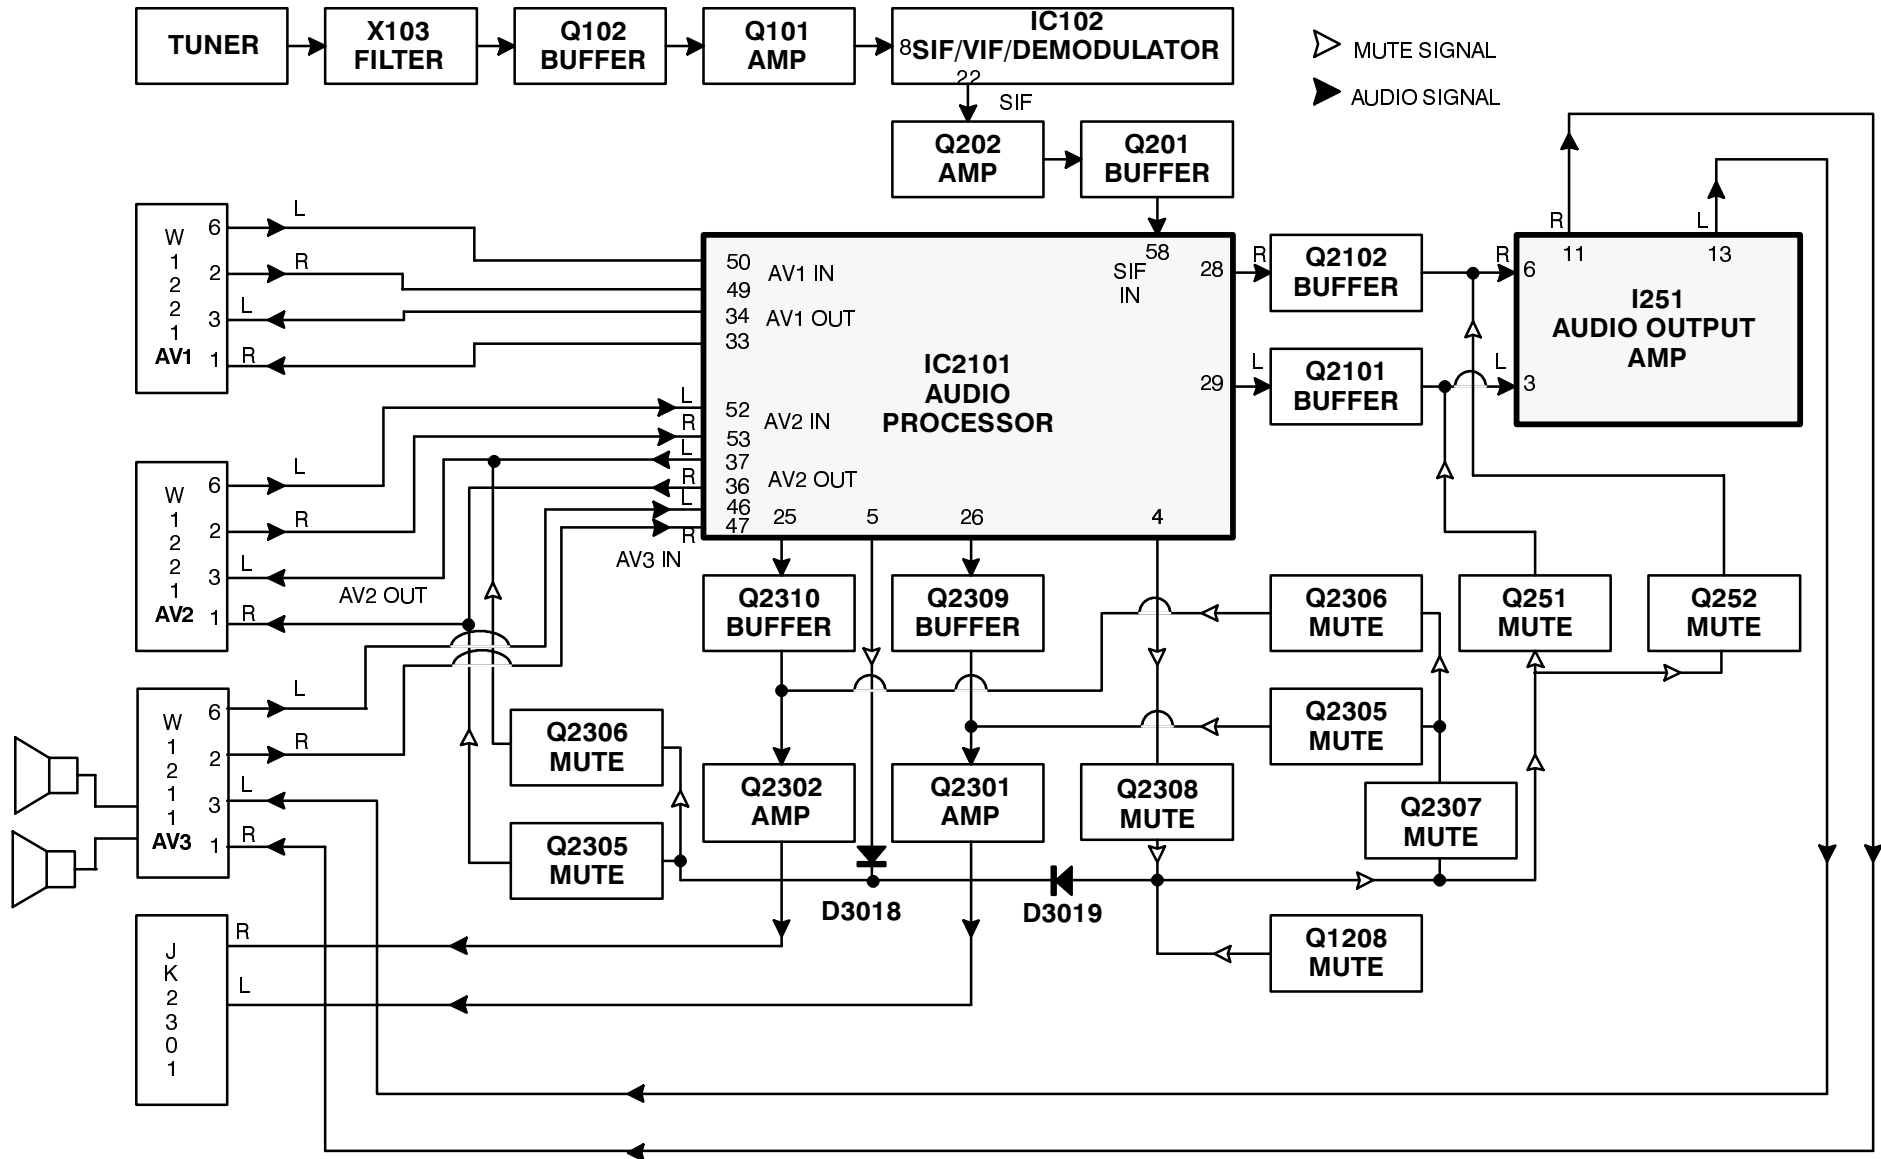 TUNER
X103
FILTER
Q102
BUFFER
Q101
AMP
IC102
8 SIF/VIF/DEMODULATOR
22
SIF
MUTE SIGNAL
AUDIO SIGNAL
Q202
AMP
Q201
BUFFER
W
1
2
2
1
AV1
6
2
3
1
L
R
L
R
50
49
34
33
AV1 IN
AV1 OUT
58
SIF
IN
28
29
IC2101
AUDIO
PROCESSOR
R
L
Q2102
BUFFER
Q2101
BUFFER
R
L
6
3
R
11
L
13
I251
AUDIO OUTPUT
AMP
L
R
L
R
L
R
52
53
37
36
46
47
AV2 IN
AV2 OUT
25
5
26
4
AV3 IN
W
1
2
2
1
AV2
6
2
3
1
L
R
L
R
AV2 OUT
Q2310
BUFFER
Q2309
BUFFER
Q2306
MUTE
Q251
MUTE
Q252
MUTE
W
1
2
1
1
AV3
6
2
3
1
L
R
L
R
Q2306
MUTE
Q2305
MUTE
Q2302
AMP
Q2301
AMP
Q2308
MUTE
Q2305
MUTE
Q2307
MUTE
D3018
D3019
Q1208
MUTE
J
K
2
3
0
1
R
L